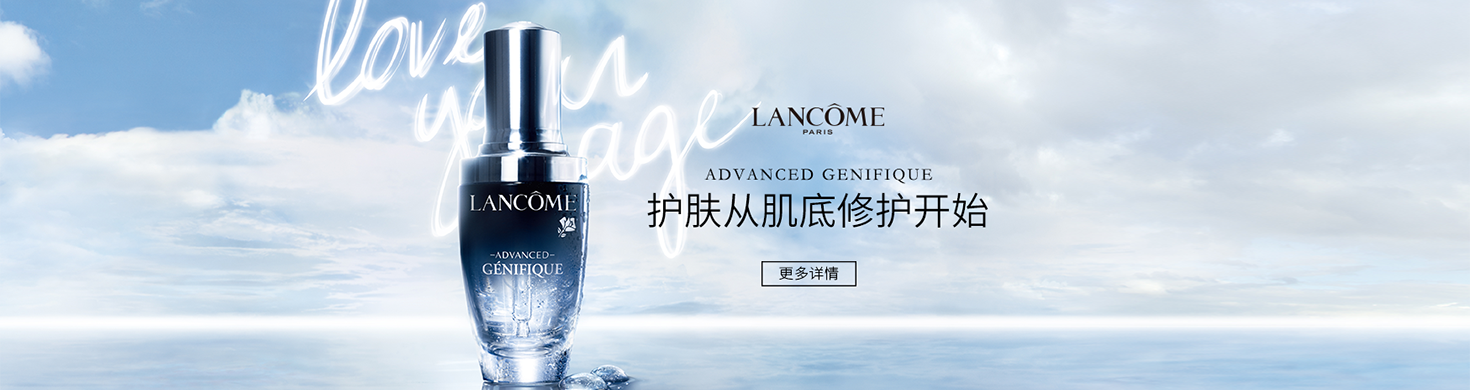 love
your
age
LANCÔME
-ADVANCED-
GÉNIFIQUE
LANCÔME
PARIS
ADVANCED GENIFIQUE
护肤从肌底修护开始
更多详情